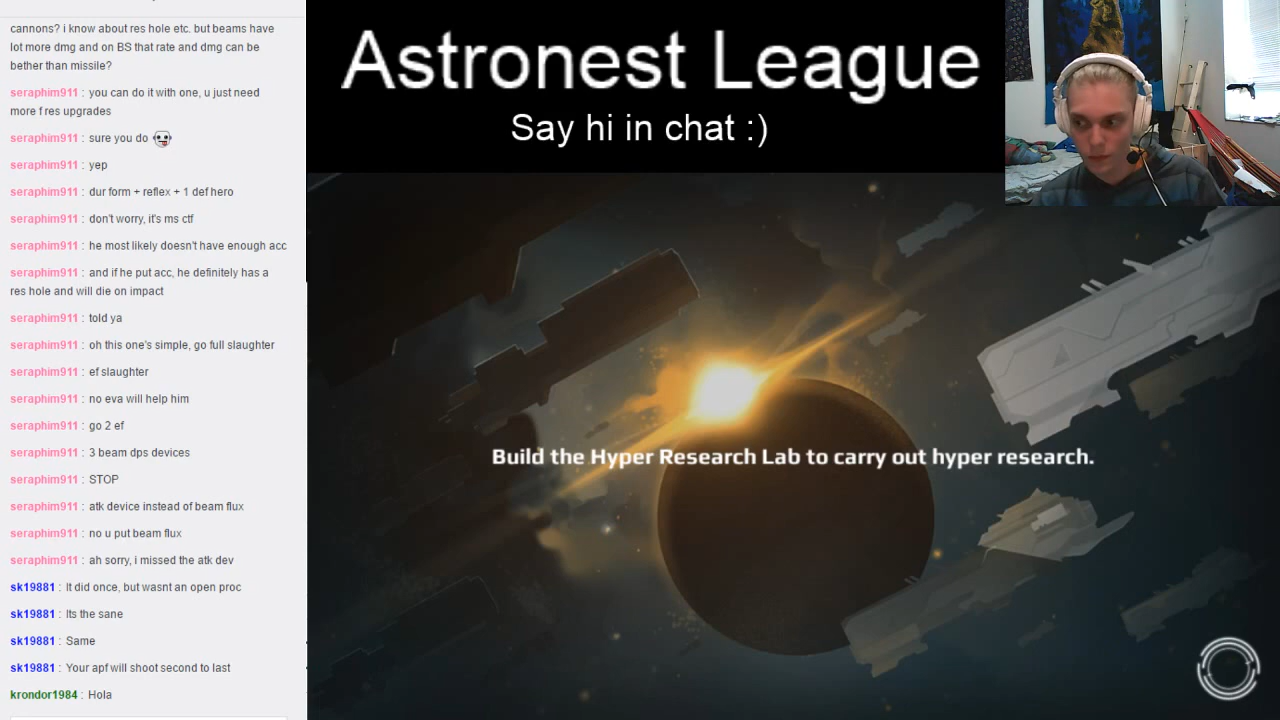 cannons? i know about res hole etc. but beams have
lot more dmg and on BS that rate and dmg can be
bether than missile?
seraphim911 : you can do it with one, u just need
more f res upgrades
seraphim911 : sure you do
seraphim911 : yep
seraphim911 : dur form + reflex + 1 def hero
seraphim911 : don't worry, it's ms ctf
seraphim911 : he most likely doesn't have enough acc
seraphim911 : and if he put acc, he definitely has a
res hole and will die on impact
seraphim911 : told ya
seraphim911 : oh this one's simple, go full slaughter
seraphim911 : ef slaughter
seraphim911 : no eva will help him
seraphim911 : go 2 ef
seraphim911 : 3 beam dps devices
seraphim911 : STOP
seraphim911 : atk device instead of beam flux
seraphim911 : no u put beam flux
seraphim911 : ah sorry, i missed the atk dev
sk19881 : It did once, but wasnt an open proc
sk19881 : Its the sane
sk19881 : Same
sk19881 : Your apf will shoot second to last
krondor1984 : Hola
Astronest League
Say hi in chat :)
Build the Hyper Research Lab to carry out hyper research.